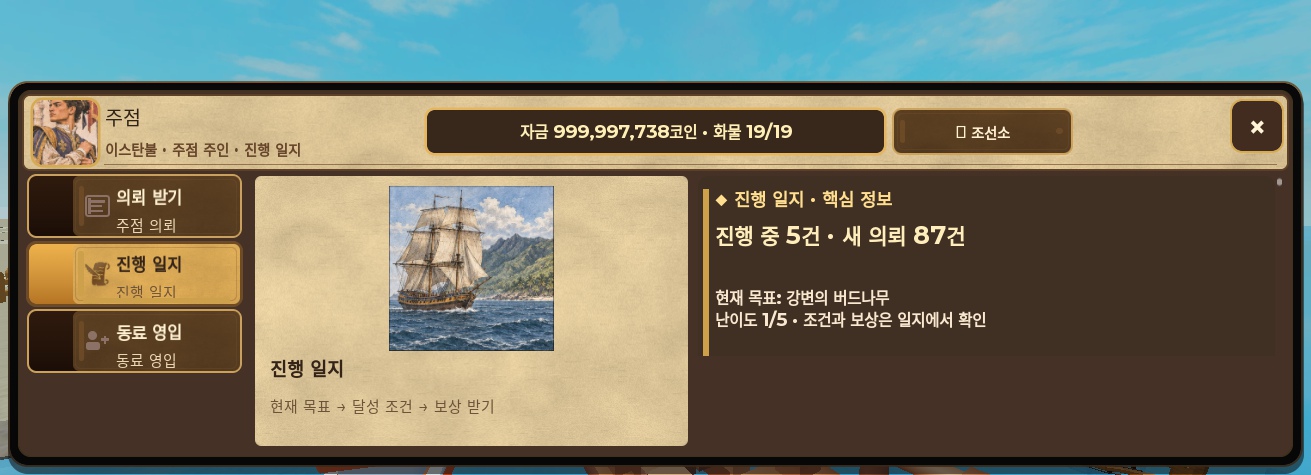 주점
이스탄불 • 주점 주인 • 진행 일지
자금 999,997,738코인 • 화물 19/19
조선소
×
의뢰 받기
주점 의뢰
진행 일지
진행 일지
동료 영입
동료 영입
진행 일지
현재 목표 → 달성 조건 → 보상 받기
◆ 진행 일지 • 핵심 정보
진행 중 5건 • 새 의뢰 87건
현재 목표: 강변의 버드나무
난이도 1/5 • 조건과 보상은 일지에서 확인